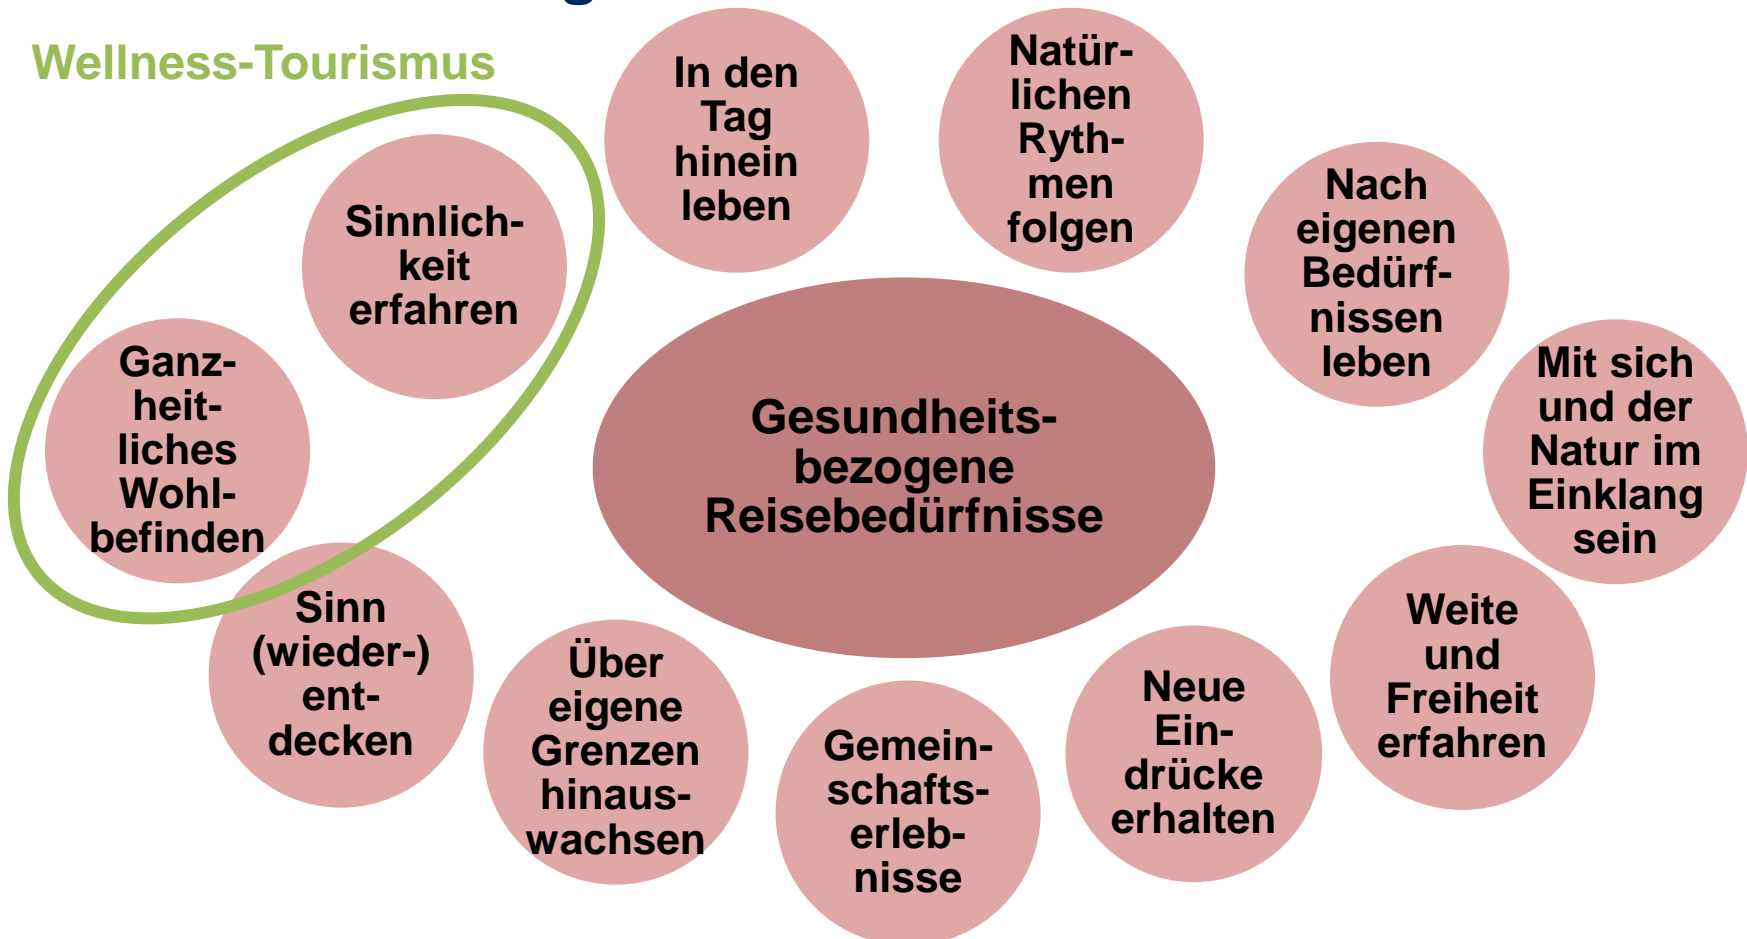 Wellness-Tourismus
In den
Tag
hinein
leben
Natür-
lichen
Ryth-
men
folgen
Nach
eigenen
Bedürf-
nissen
leben
Mit sich
und der
Natur im
Einklang
sein
Weite
und
Freiheit
erfahren
Neue
Ein-
drücke
erhalten
Gemein-
schafts-
erleb-
nisse
Über
eigene
Grenzen
hinaus-
wachsen
Sinn
(wieder-)
ent-
decken
Ganz-
heit-
liches
Wohl-
befinden
Sinnlich-
keit
erfahren
Gesundheits-
bezogene
Reisebedürfnisse